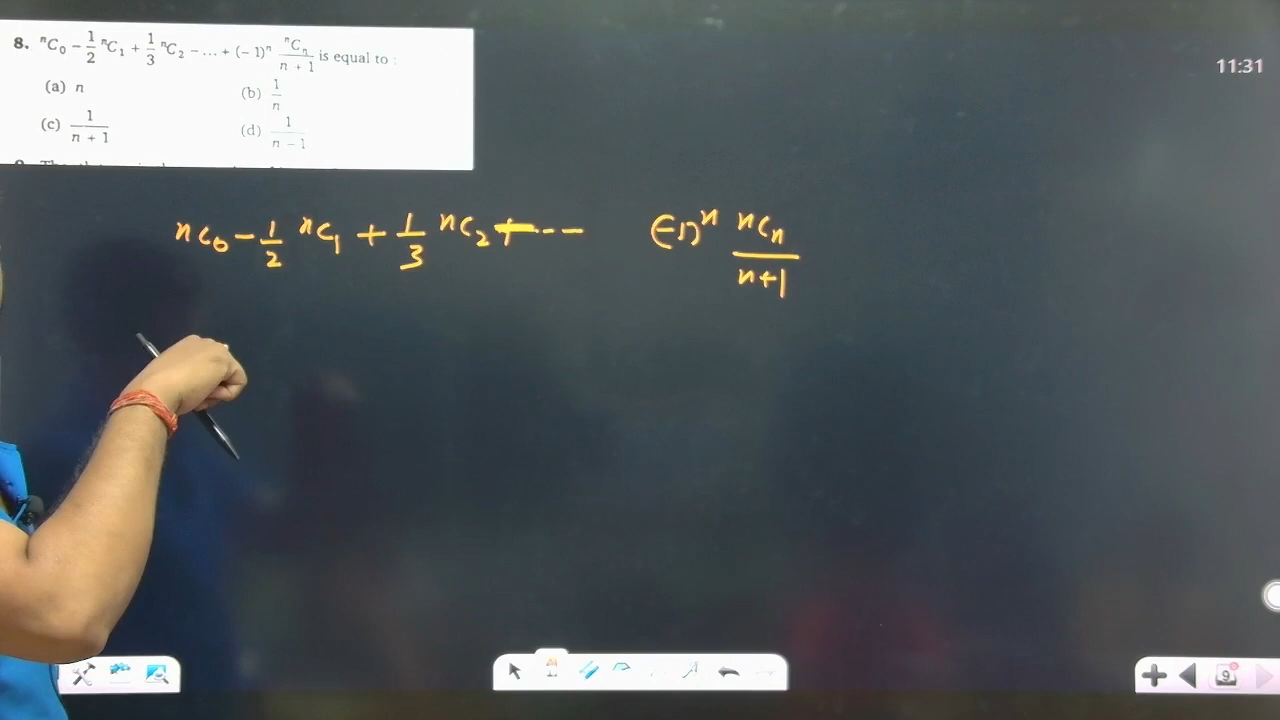 8. ⁿC₀ − 1/2 ⁿC₁ + 1/3 ⁿC₂ − ... + (− 1)ⁿ ⁿCₙ/(n + 1) is equal to :
(a) n (b) 1/n
(c) 1/(n + 1) (d) 1/(n − 1)
11:31
nC₀ − 1/2 nC₁ + 1/3 nC₂ + --- (−1)ⁿ nCₙ/(n+1)
9